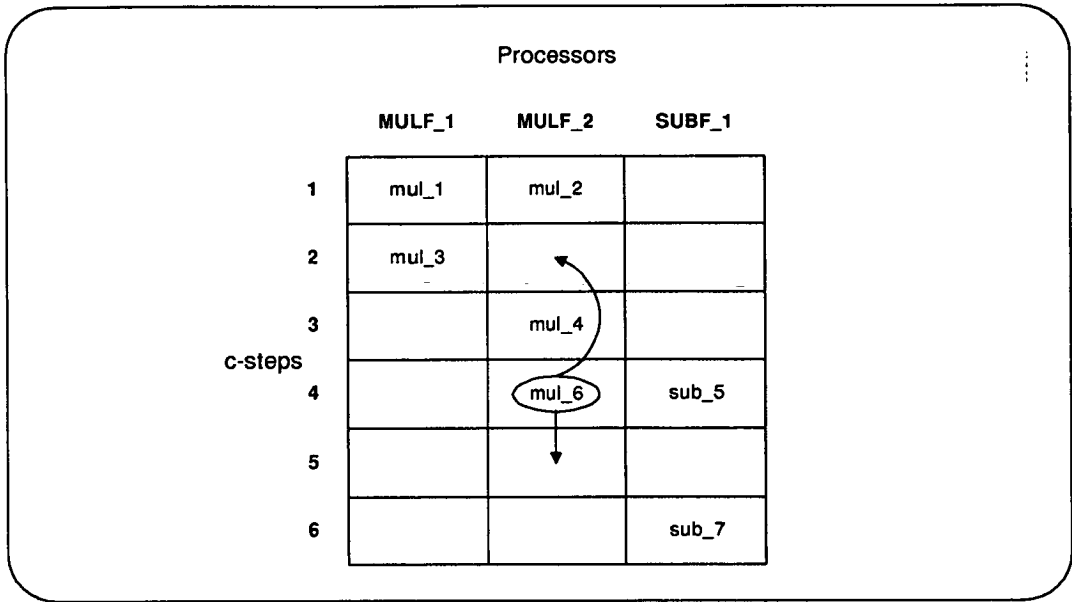 Processors
MULF_1 MULF_2 SUBF_1
1 mul_1 mul_2
2 mul_3
3 mul_4
c-steps
4 mul_6 sub_5
5
6 sub_7